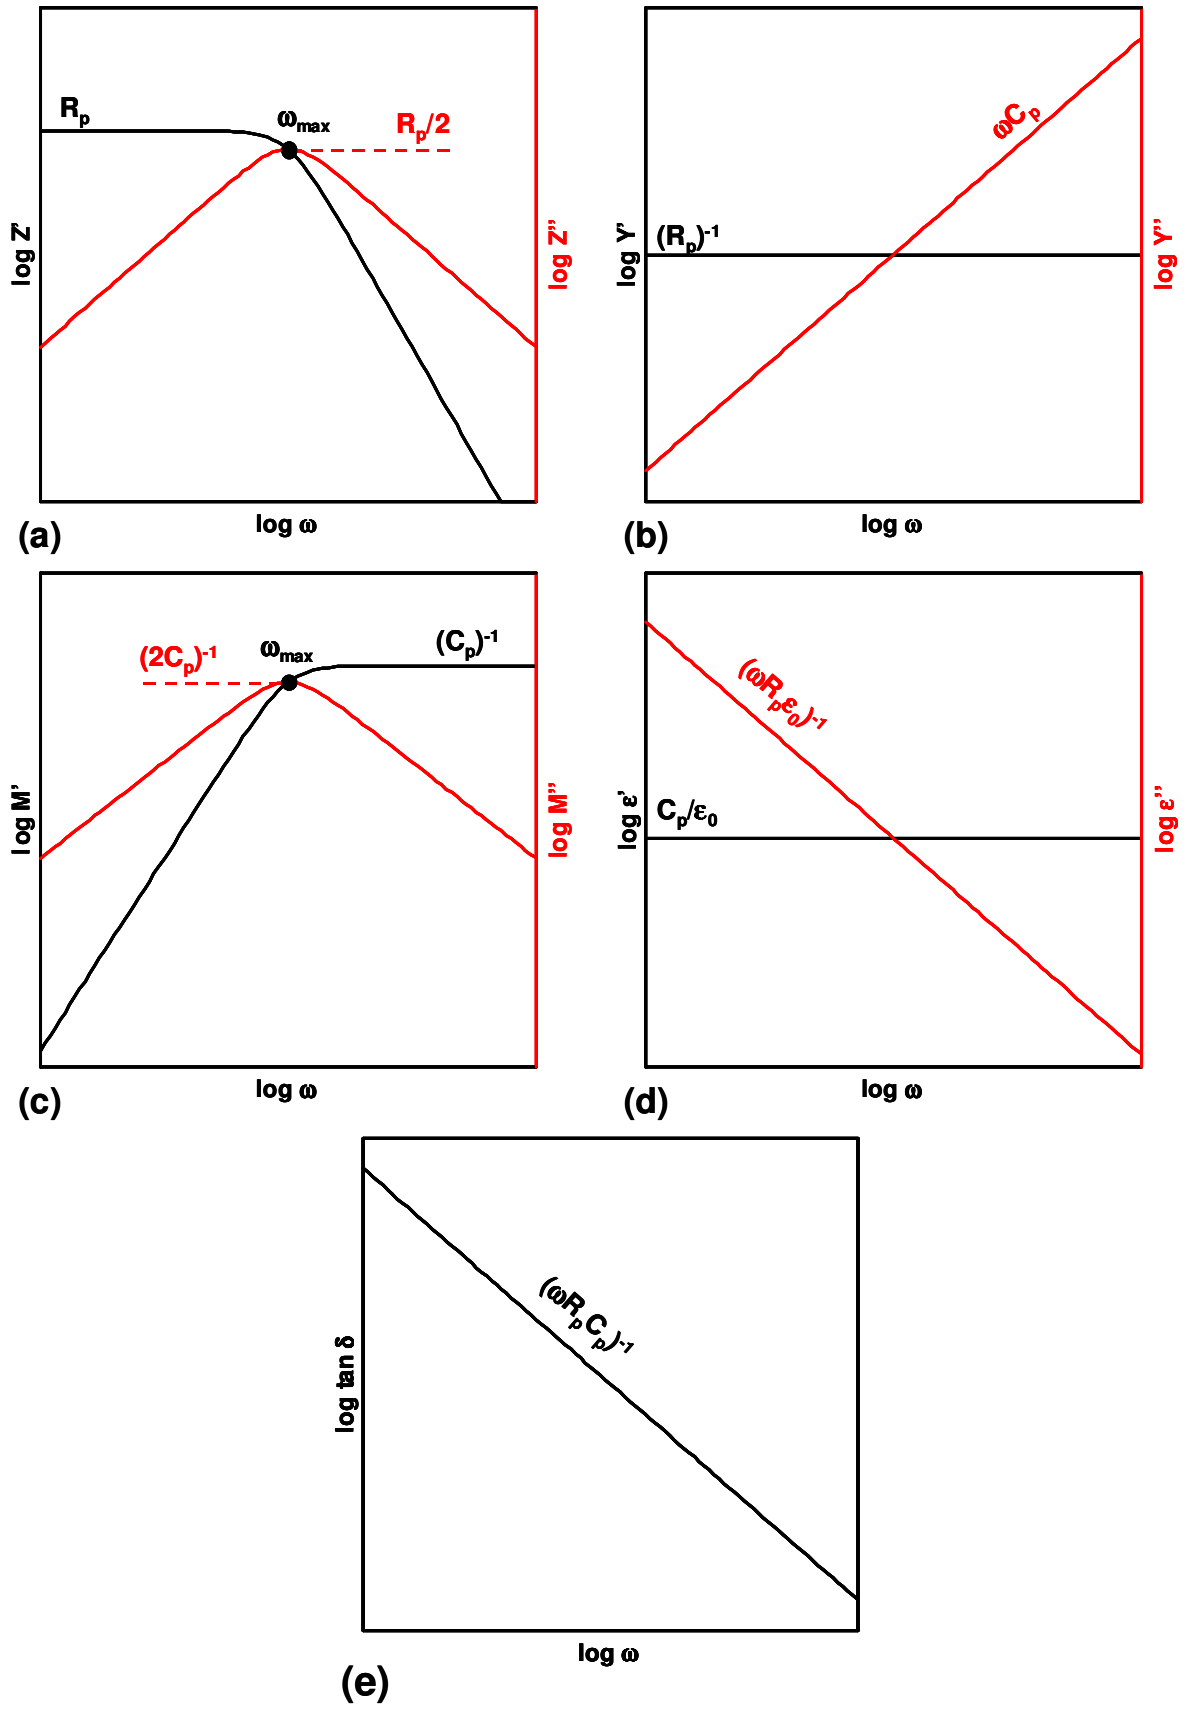 R_p
ω_max
R_p/2
log Z'
log Z''
log ω
(a)
ωC_p
(R_p)^-1
log Y'
log Y''
log ω
(b)
(2C_p)^-1
ω_max
(C_p)^-1
log M'
log M''
log ω
(c)
(ωR_pε_0)^-1
C_p/ε_0
log ε'
log ε''
log ω
(d)
(ωR_pC_p)^-1
log tan δ
log ω
(e)